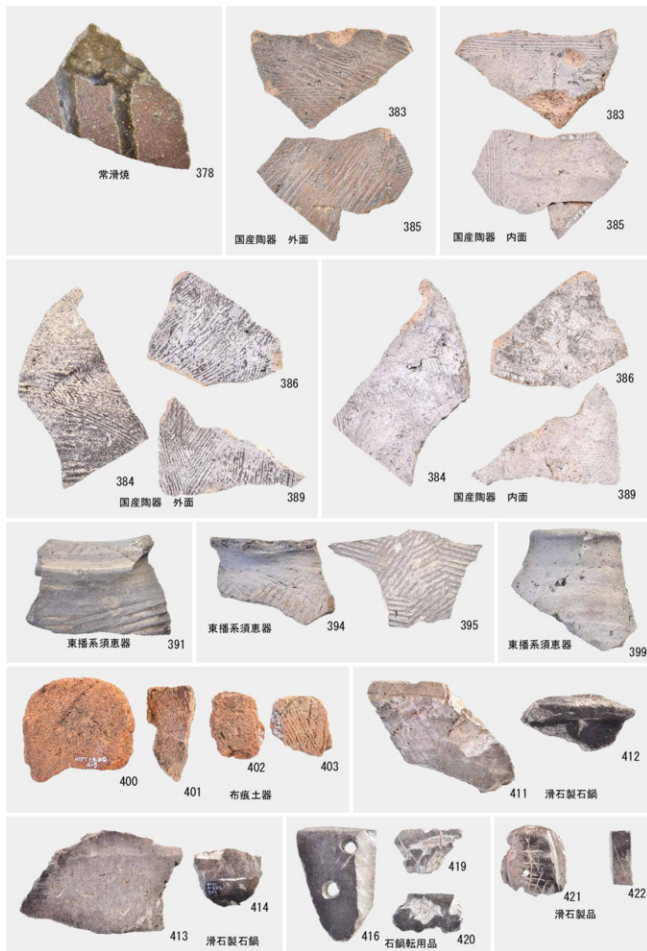 常滑焼 378
383
385
国産陶器 外面
383
385
国産陶器 内面
386
384
389
国産陶器 外面
386
384
389
国産陶器 内面
東播系須恵器 391
東播系須恵器 394
395
東播系須恵器 399
400
401
402
403
布痕土器
411
412
滑石製石鍋
413
414
滑石製石鍋
416
419
420
石鍋転用品
421
422
滑石製品